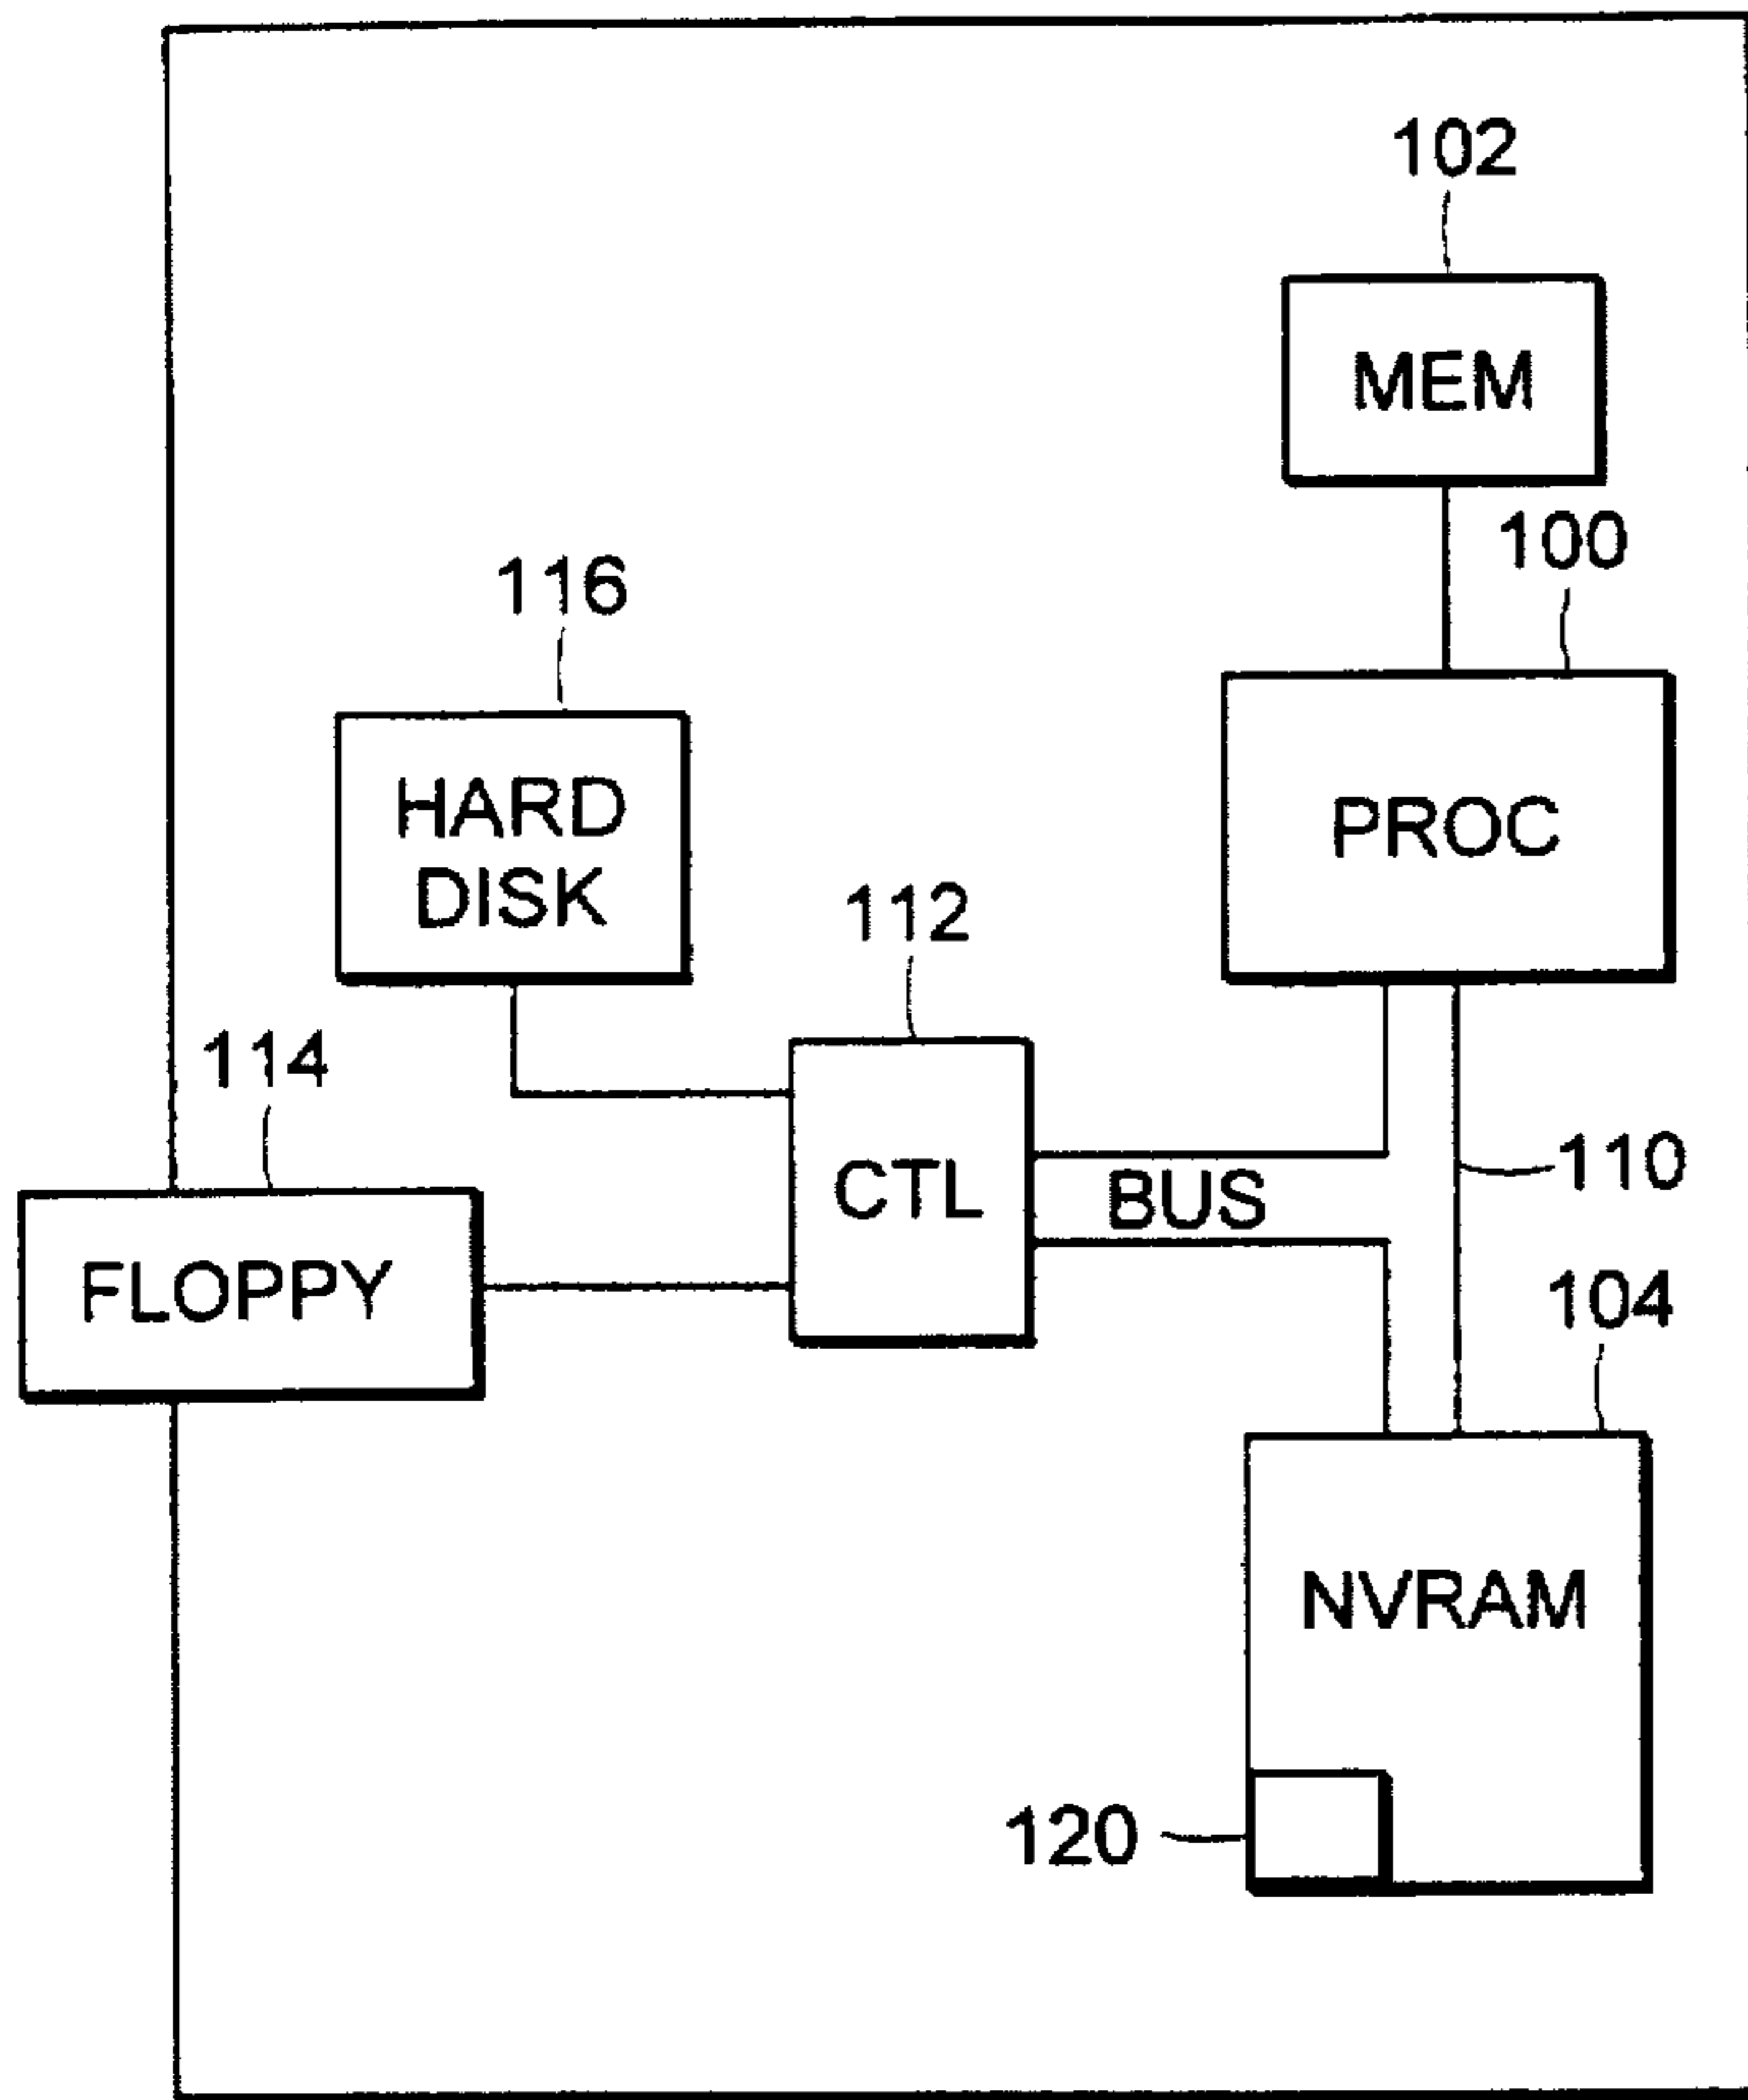 102
MEM
100
116
PROC
HARD
DISK
112
114
110
CTL
BUS
FLOPPY
104
NVRAM
120